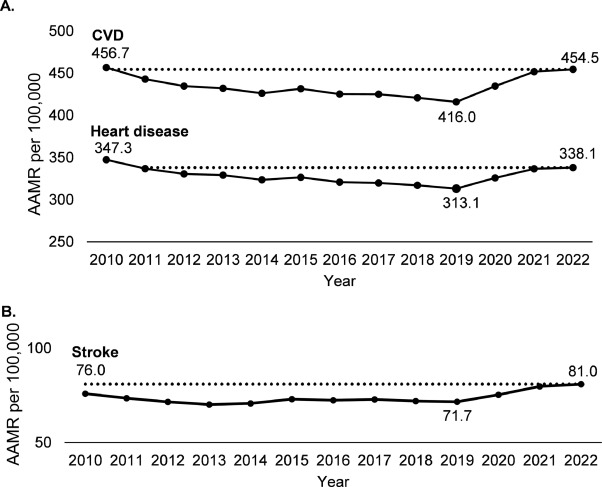 A.
500
CVD
456.7
454.5
450
400
416.0
Heart disease
350
347.3
338.1
300
313.1
250
AAMR per 100,000
2010 2011 2012 2013 2014 2015 2016 2017 2018 2019 2020 2021 2022
Year
B.
100
Stroke
76.0
81.0
71.7
50
AAMR per 100,000
2010 2011 2012 2013 2014 2015 2016 2017 2018 2019 2020 2021 2022
Year